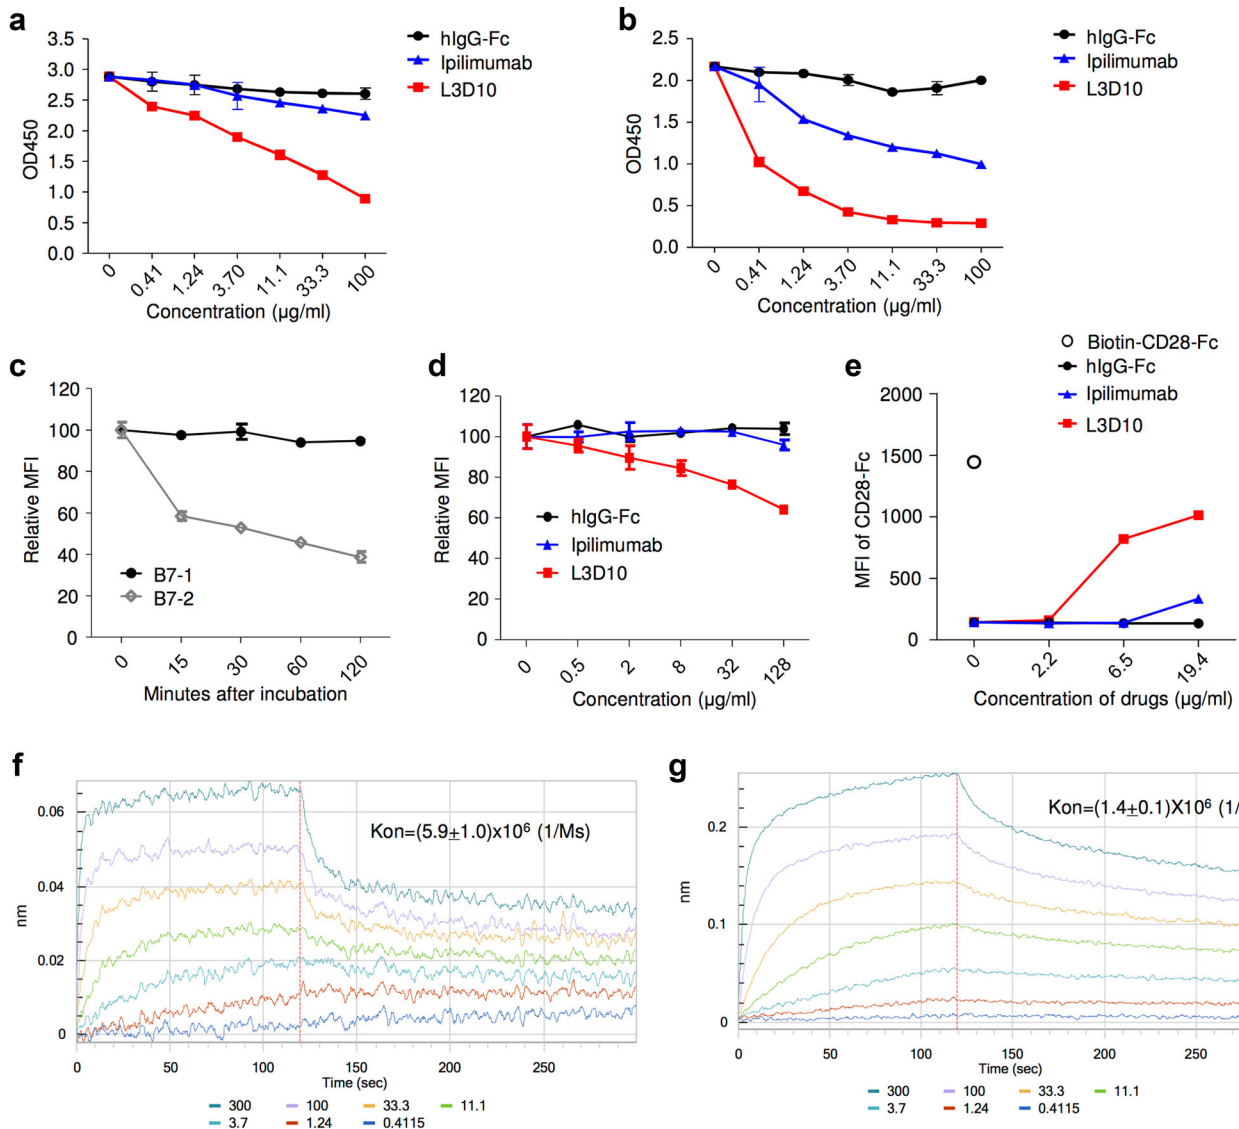 a
3.5
3.0
2.5
2.0
1.5
1.0
0.5
0.0
OD450
0 0.41 1.24 3.70 11.1 33.3 100
Concentration (µg/ml)
hIgG-Fc
Ipilimumab
L3D10
b
2.5
2.0
1.5
1.0
0.5
0.0
OD450
0 0.41 1.24 3.70 11.1 33.3 100
Concentration (µg/ml)
hIgG-Fc
Ipilimumab
L3D10
c
120
100
80
60
40
20
0
Relative MFI
B7-1
B7-2
0 15 30 60 120
Minutes after incubation
d
120
100
80
60
40
20
0
Relative MFI
hIgG-Fc
Ipilimumab
L3D10
0 0.5 2 8 32 128
Concentration (µg/ml)
e
Biotin-CD28-Fc
hIgG-Fc
Ipilimumab
L3D10
2000
1500
1000
500
0
MFI of CD28-Fc
0 2.2 6.5 19.4
Concentration of drugs (µg/ml)
f
0.06
0.04
0.02
0
nm
Kon=(5.9±1.0)x10⁶ (1/Ms)
0 50 100 150 200 250
Time (sec)
300 100 33.3 11.1
3.7 1.24 0.4115
g
0.2
0.1
0
nm
Kon=(1.4±0.1)X10⁶ (1/
0 50 100 150 200 250
Time (sec)
300 100 33.3 11.1
3.7 1.24 0.4115